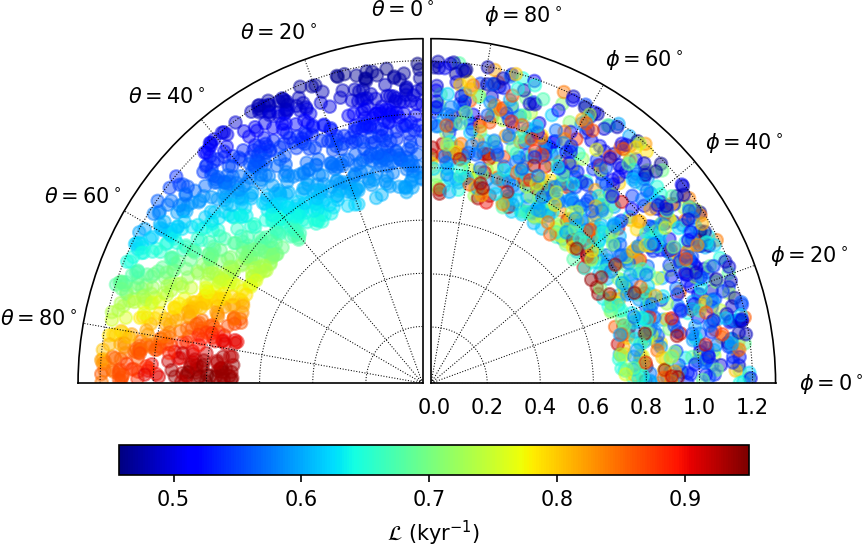 θ = 0°
θ = 20°
θ = 40°
θ = 60°
θ = 80°
ϕ = 80°
ϕ = 60°
ϕ = 40°
ϕ = 20°
ϕ = 0°
0.0 0.2 0.4 0.6 0.8 1.0 1.2
0.5 0.6 0.7 0.8 0.9
ℒ (kyr⁻¹)